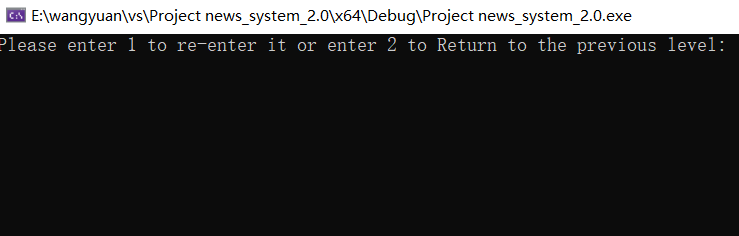 E:\wangyuan\vs\Project news_system_2.0\x64\Debug\Project news_system_2.0.exe
Please enter 1 to re-enter it or enter 2 to Return to the previous level: